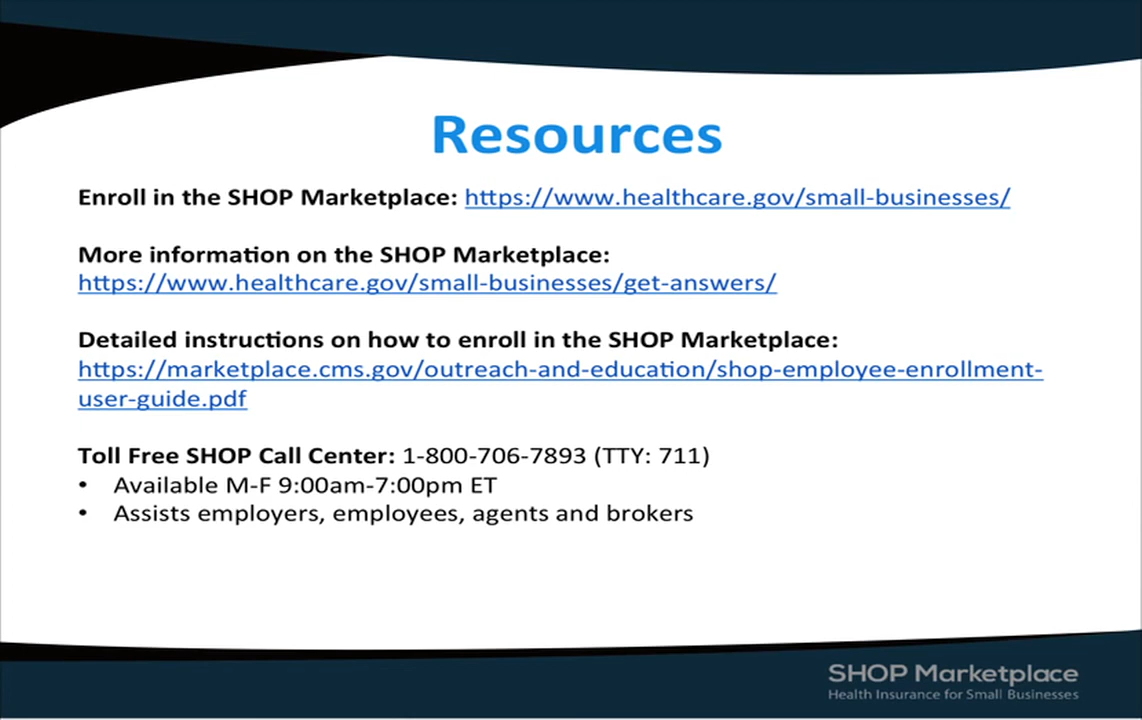 Resources
Enroll in the SHOP Marketplace: https://www.healthcare.gov/small-businesses/
More information on the SHOP Marketplace:
https://www.healthcare.gov/small-businesses/get-answers/
Detailed instructions on how to enroll in the SHOP Marketplace:
https://marketplace.cms.gov/outreach-and-education/shop-employee-enrollment-
user-guide.pdf
Toll Free SHOP Call Center: 1-800-706-7893 (TTY: 711)
• Available M-F 9:00am-7:00pm ET
• Assists employers, employees, agents and brokers
SHOP Marketplace
Health Insurance for Small Businesses